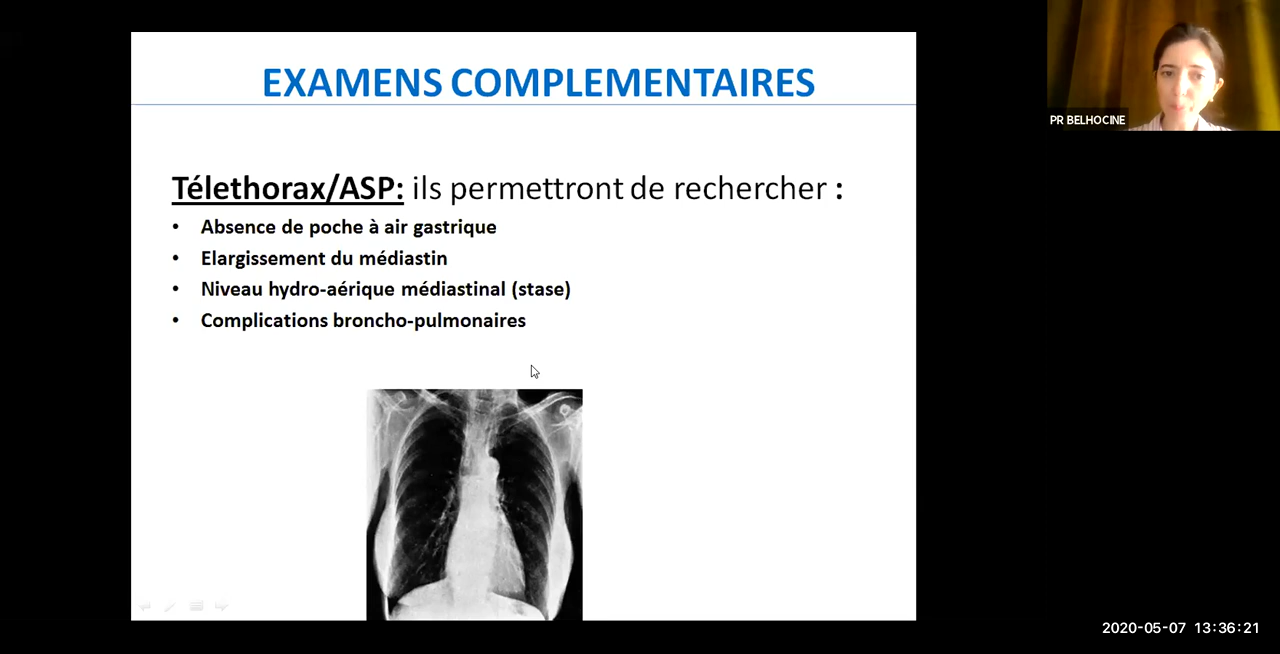 EXAMENS COMPLEMENTAIRES
PR BELHOCINE
Télethorax/ASP: ils permettront de rechercher :
• Absence de poche à air gastrique
• Elargissement du médiastin
• Niveau hydro-aérique médiastinal (stase)
• Complications broncho-pulmonaires
2020-05-07 13:36:21